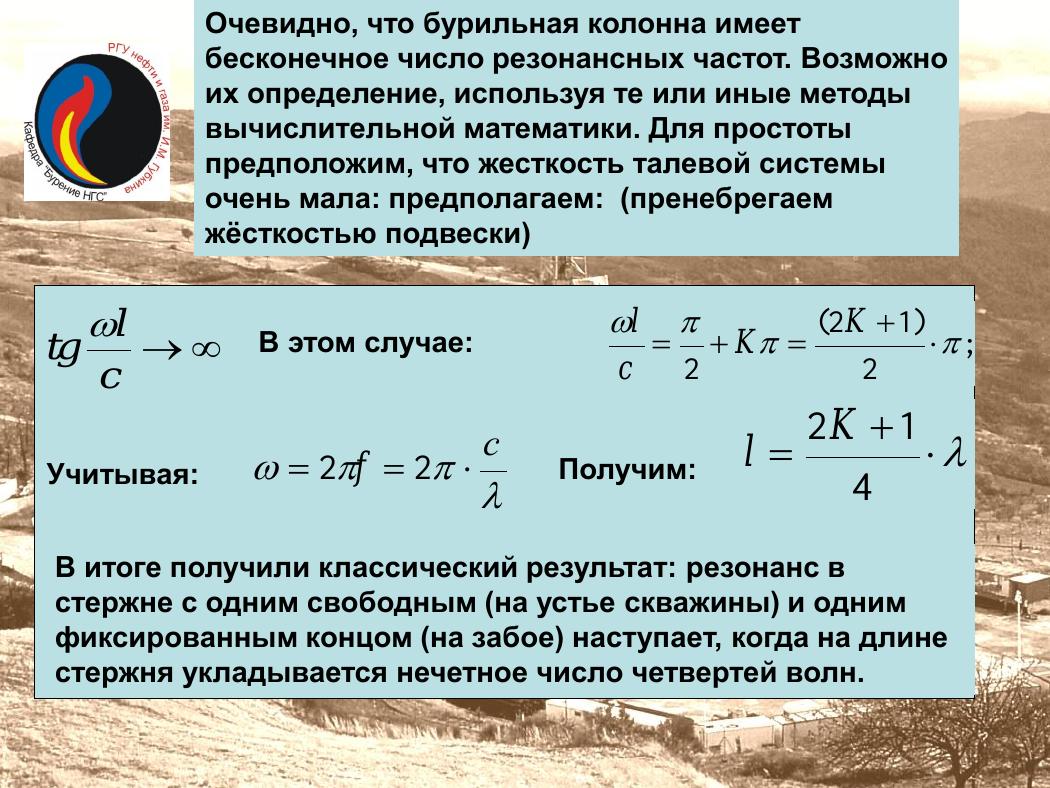 Очевидно, что бурильная колонна имеет
бесконечное число резонансных частот. Возможно
их определение, используя те или иные методы
вычислительной математики. Для простоты
предположим, что жесткость талевой системы
очень мала: предполагаем: (пренебрегаем
жёсткостью подвески)
РГУ нефти и газа им. И.М. Губкина
Кафедра "Бурение НГС"
tg ωl/c → ∞
В этом случае:
ωl/c = π/2 + Kπ = (2K + 1)/2 · π ;
Учитывая:
ω = 2πf = 2π · c/λ
Получим:
l = 2K + 1/4 · λ
В итоге получили классический результат: резонанс в
стержне с одним свободным (на устье скважины) и одним
фиксированным концом (на забое) наступает, когда на длине
стержня укладывается нечетное число четвертей волн.